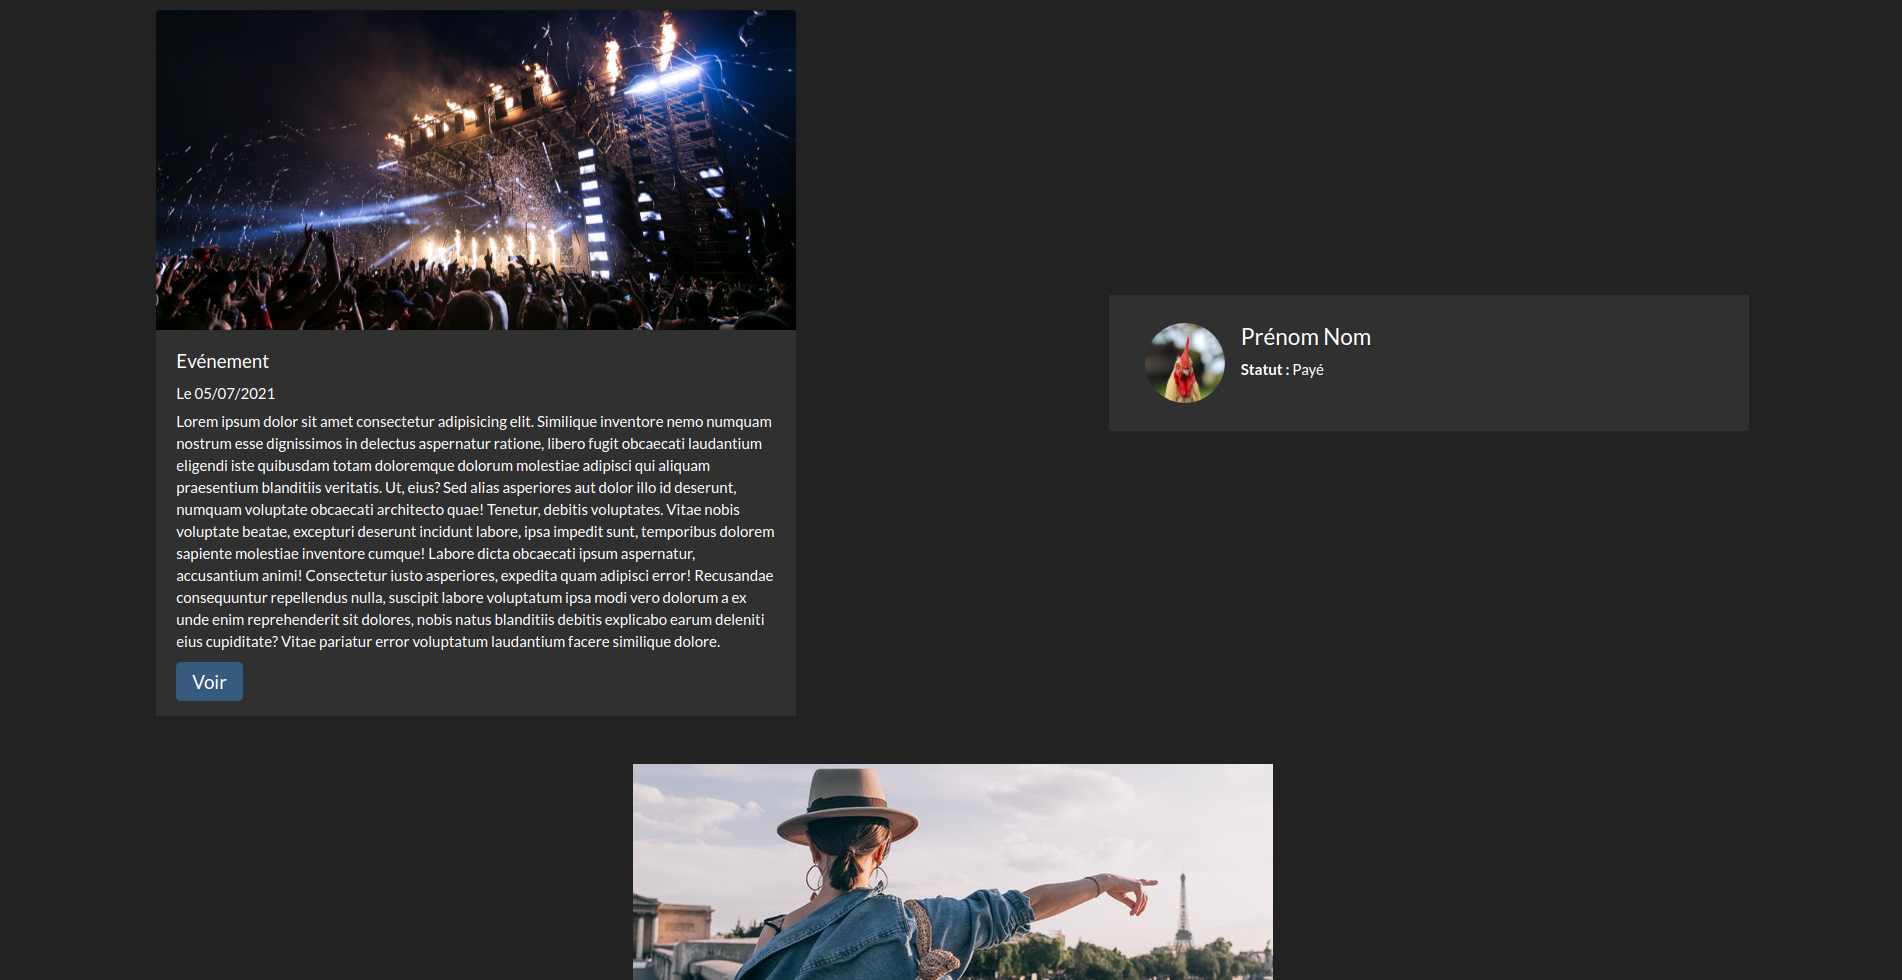 Evénement
Le 05/07/2021
Lorem ipsum dolor sit amet consectetur adipisicing elit. Similique inventore nemo numquam
nostrum esse dignissimos in delectus aspernatur ratione, libero fugit obcaecati laudantium
eligendi iste quibusdam totam doloremque dolorum molestiae adipisci qui aliquam
praesentium blanditiis veritatis. Ut, eius? Sed alias asperiores aut dolor illo id deserunt,
numquam voluptate obcaecati architecto quae! Tenetur, debitis voluptates. Vitae nobis
voluptate beatae, excepturi deserunt incidunt labore, ipsa impedit sunt, temporibus dolorem
sapiente molestiae inventore cumque! Labore dicta obcaecati ipsum aspernatur,
accusantium animi! Consectetur iusto asperiores, expedita quam adipisci error! Recusandae
consequuntur repellendus nulla, suscipit labore voluptatum ipsa modi vero dolorum a ex
unde enim reprehenderit sit dolores, nobis natus blanditiis debitis explicabo earum deleniti
eius cupiditate? Vitae pariatur error voluptatum laudantium facere similique dolore.
Voir
Prénom Nom
Statut : Payé